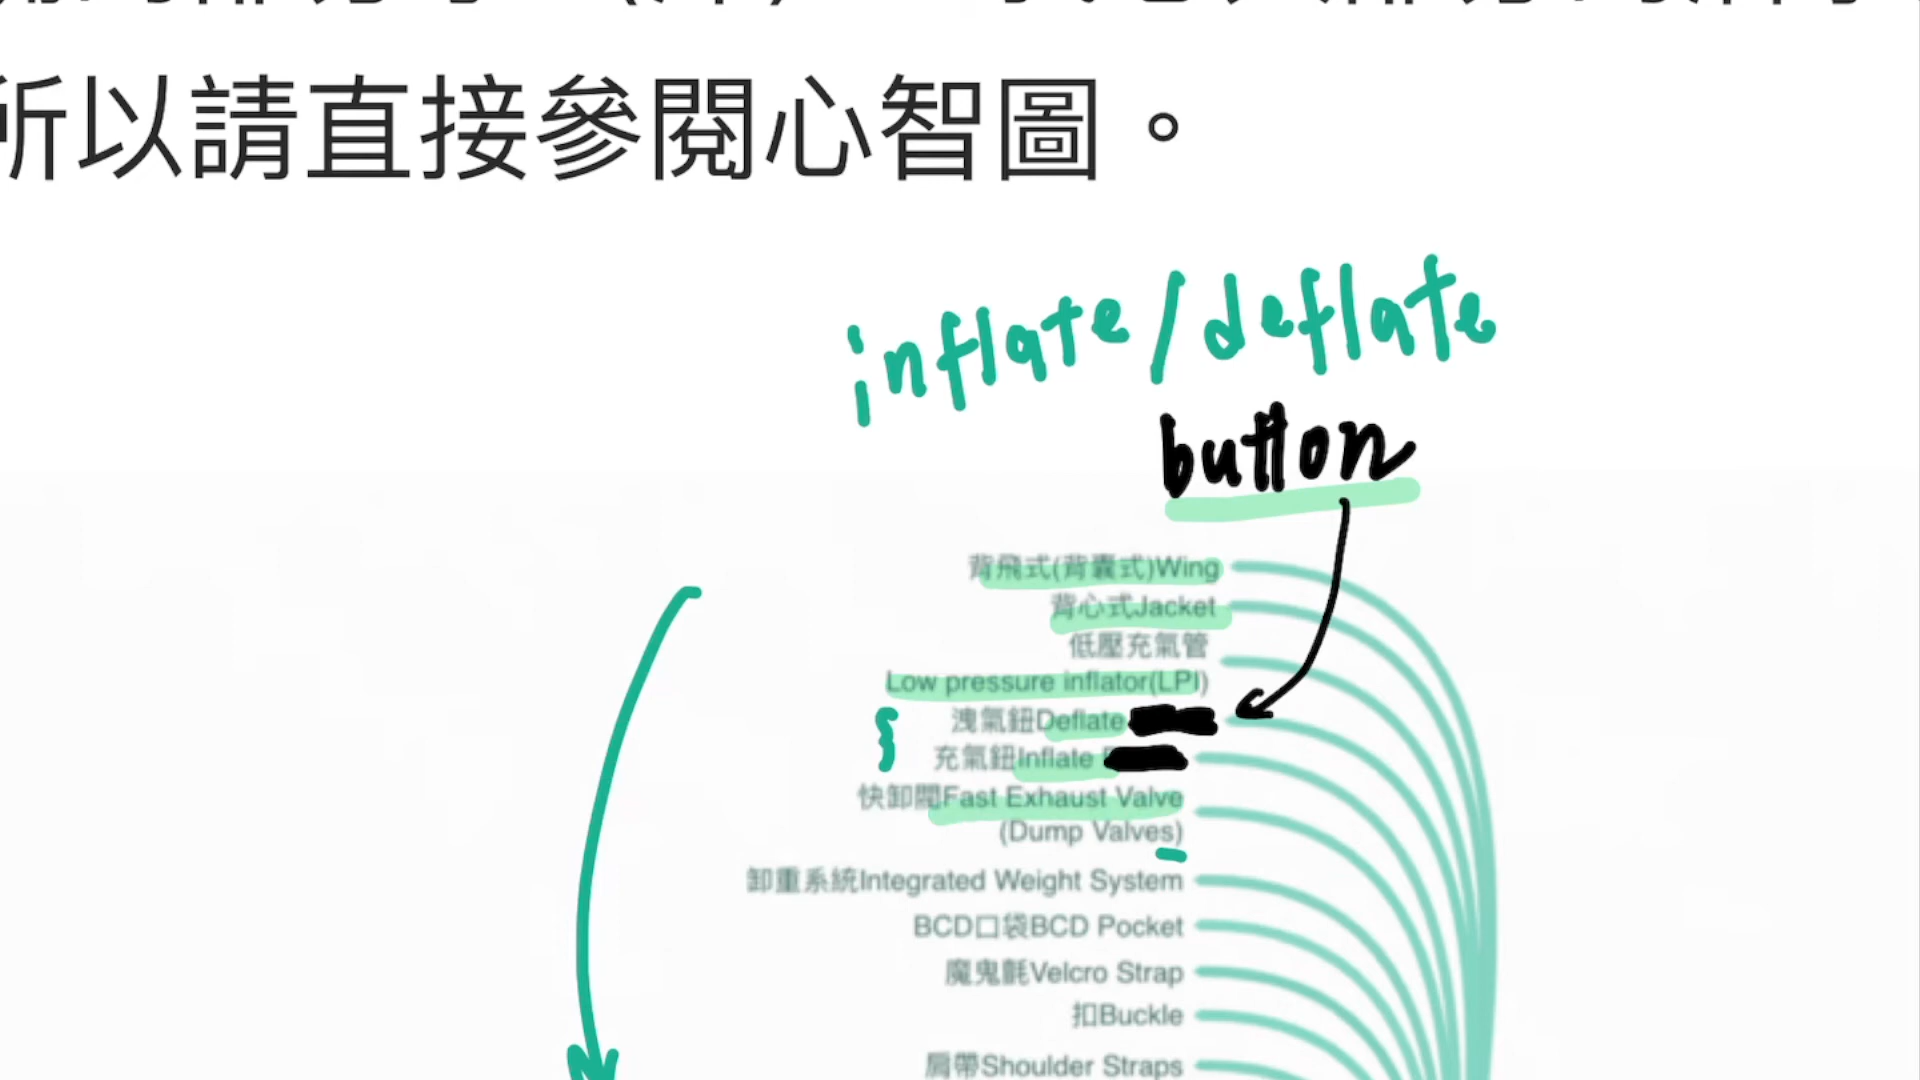 所以請直接參閱心智圖。
inflate/deflate
button
背飛式(背囊式)Wing
背心式Jacket
低壓充氣管
Low pressure inflator(LPI)
洩氣鈕Deflate
充氣鈕Inflate
快卸閥Fast Exhaust Valve
(Dump Valves)
卸重系統Integrated Weight System
BCD口袋BCD Pocket
魔鬼氈Velcro Strap
扣Buckle
肩帶Shoulder Straps